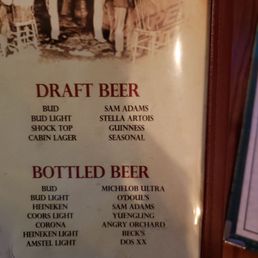 DRAFT BEER
BUD SAM ADAMS
BUD LIGHT STELLA ARTOIS
SHOCK TOP GUINNESS
CABIN LAGER SEASONAL
BOTTLED BEER
BUD MICHELOB ULTRA
BUD LIGHT O'DOUL'S
HEINEKEN SAM ADAMS
COORS LIGHT YUENGLING
CORONA ANGRY ORCHARD
HEINEKEN LIGHT BECK'S
AMSTEL LIGHT DOS XX